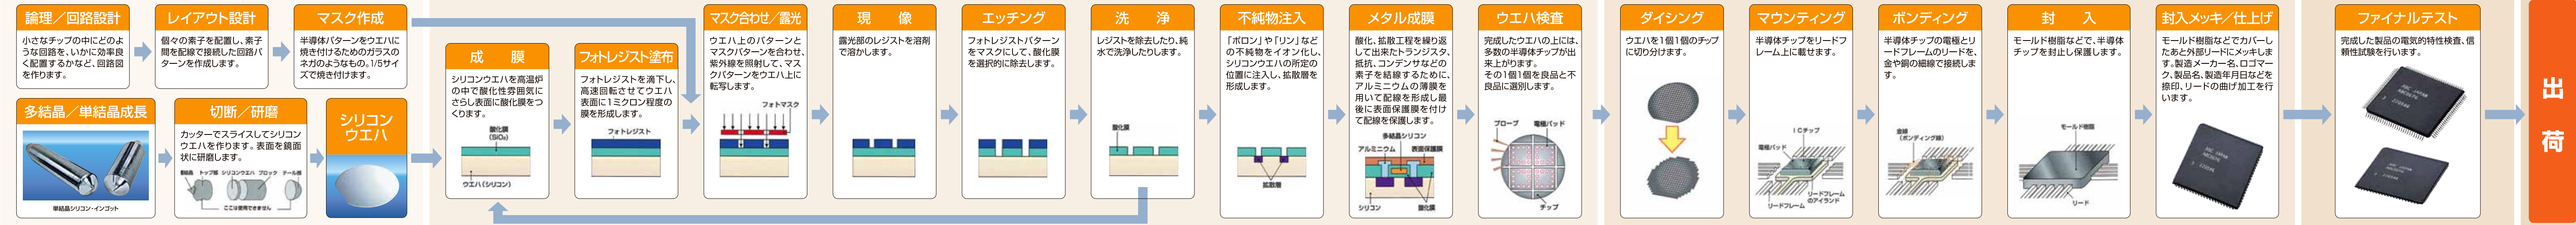 論理／回路設計
小さなチップの中にどのよ
うな回路を、いかに効率良
く配置するかなど、回路図
を作ります。
レイアウト設計
個々の素子を配置し、素子
間を配線で接続した回路パ
ターンを作成します。
マスク作成
半導体パターンをウエハに
焼き付けるためのガラスの
ネガのようなもの。1/5サイ
ズで焼き付けます。
多結晶／単結晶成長
単結晶シリコン・インゴット
切断／研磨
カッターでスライスしてシリコン
ウエハを作ります。表面を鏡面
状に研磨します。
トップ部 シリコンウエハ ブロック テール部
ここは使用できません
シリコン
ウエハ
成　膜
シリコンウエハを高温炉
の中で酸化性雰囲気に
さらし表面に酸化膜をつ
くります。
酸化膜
(SiO₂)
ウエハ（シリコン）
フォトレジスト塗布
フォトレジストを滴下し、
高速回転させてウエハ
表面に1ミクロン程度の
膜を形成します。
フォトレジスト
マスク合わせ／露光
ウエハ上のパターンと
マスクパターンを合わせ、
紫外線を照射して、マス
クパターンをウエハ上に
転写します。
フォトマスク
現　像
露光部のレジストを溶剤
で溶かします。
エッチング
フォトレジストパターン
をマスクにして、酸化膜
を選択的に除去します。
洗　浄
レジストを除去したり、純
水で洗浄したりします。
酸化膜
不純物注入
「ボロン」や「リン」など
の不純物をイオン化し、
シリコンウエハの所定の
位置に注入し、拡散層を
形成します。
拡散層
メタル成膜
酸化、拡散工程を繰り返
して出来たトランジスタ、
抵抗、コンデンサなどの
素子を結線するために、
アルミニウムの薄膜を
用いて配線を形成し最
後に表面保護膜を付け
て配線を保護します。
多結晶シリコン
アルミニウム 表面保護膜
シリコン 酸化膜
ウエハ検査
完成したウエハの上には、
多数の半導体チップが出
来上がります。
その1個1個を良品と不
良品に選別します。
プローブ 電極パッド
チップ
ダイシング
ウエハを1個1個のチップ
に切り分けます。
マウンティング
半導体チップをリードフ
レーム上に載せます。
ICチップ
電極パッド
リードフレーム
のアイランド
リードフレーム
ボンディング
半導体チップの電極とリ
ードフレームのリードを、
金や銅の細線で接続しま
す。
金線
（ボンディング線）
封　入
モールド樹脂などで、半導体
チップを封止し保護します。
モールド樹脂
リード
封入メッキ／仕上げ
モールド樹脂などでカバーし
たあと外部リードにメッキしま
す。製造メーカー名、ロゴマー
ク、製品名、製造年月日などを
捺印、リードの曲げ加工を行
います。
ファイナルテスト
完成した製品の電気的特性検査、信
頼性試験を行います。
出
荷